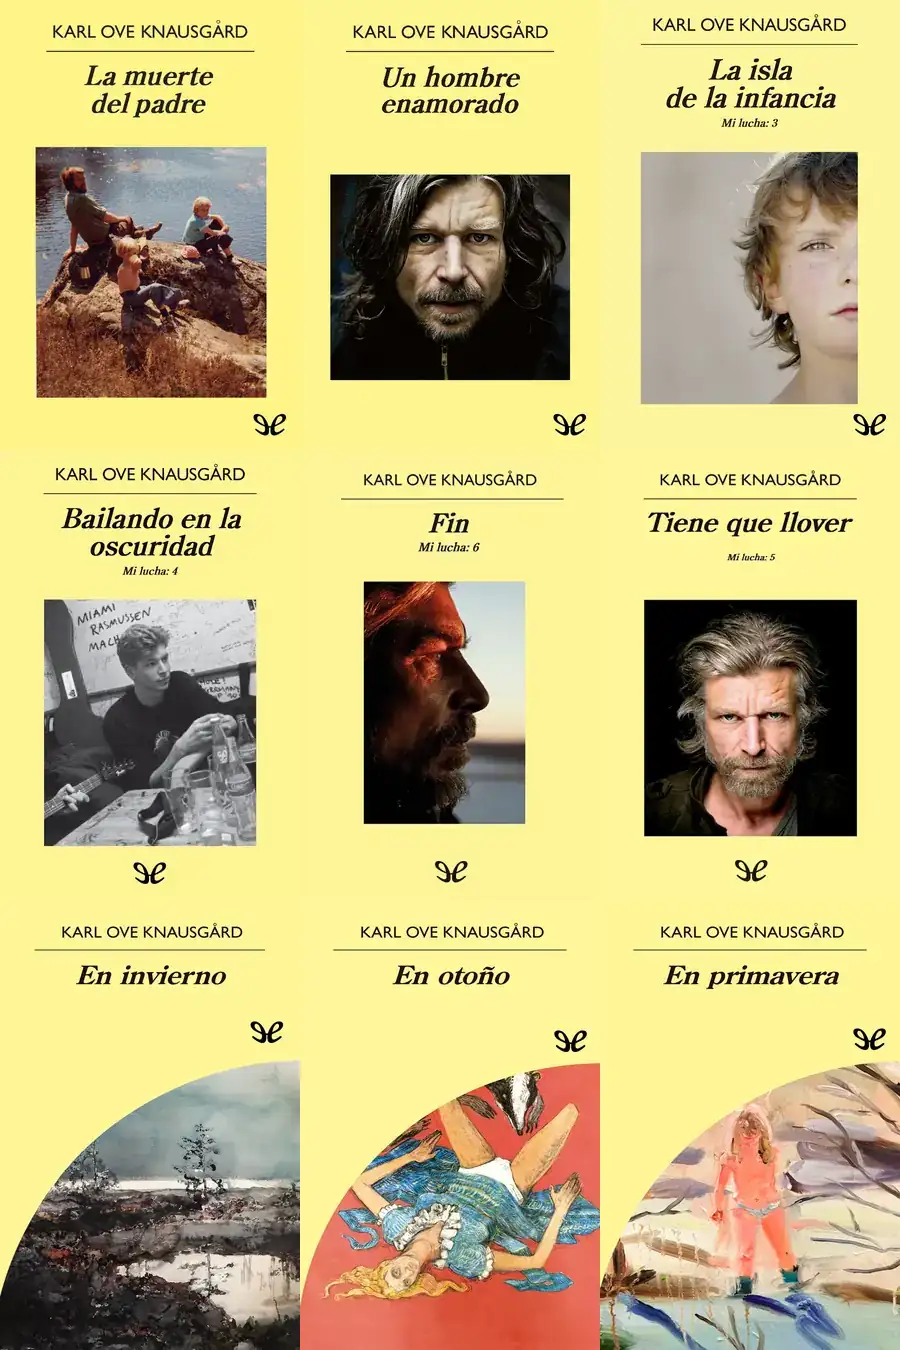 KARL OVE KNAUSGÅRD
La muerte
del padre
KARL OVE KNAUSGÅRD
Un hombre
enamorado
KARL OVE KNAUSGÅRD
La isla
de la infancia
Mi lucha: 3
KARL OVE KNAUSGÅRD
Bailando en la
oscuridad
Mi lucha: 4
MIAMI
RASMUSSEN
KARL OVE KNAUSGÅRD
Fin
Mi lucha: 6
KARL OVE KNAUSGÅRD
Tiene que llover
Mi lucha: 5
KARL OVE KNAUSGÅRD
En invierno
KARL OVE KNAUSGÅRD
En otoño
KARL OVE KNAUSGÅRD
En primavera